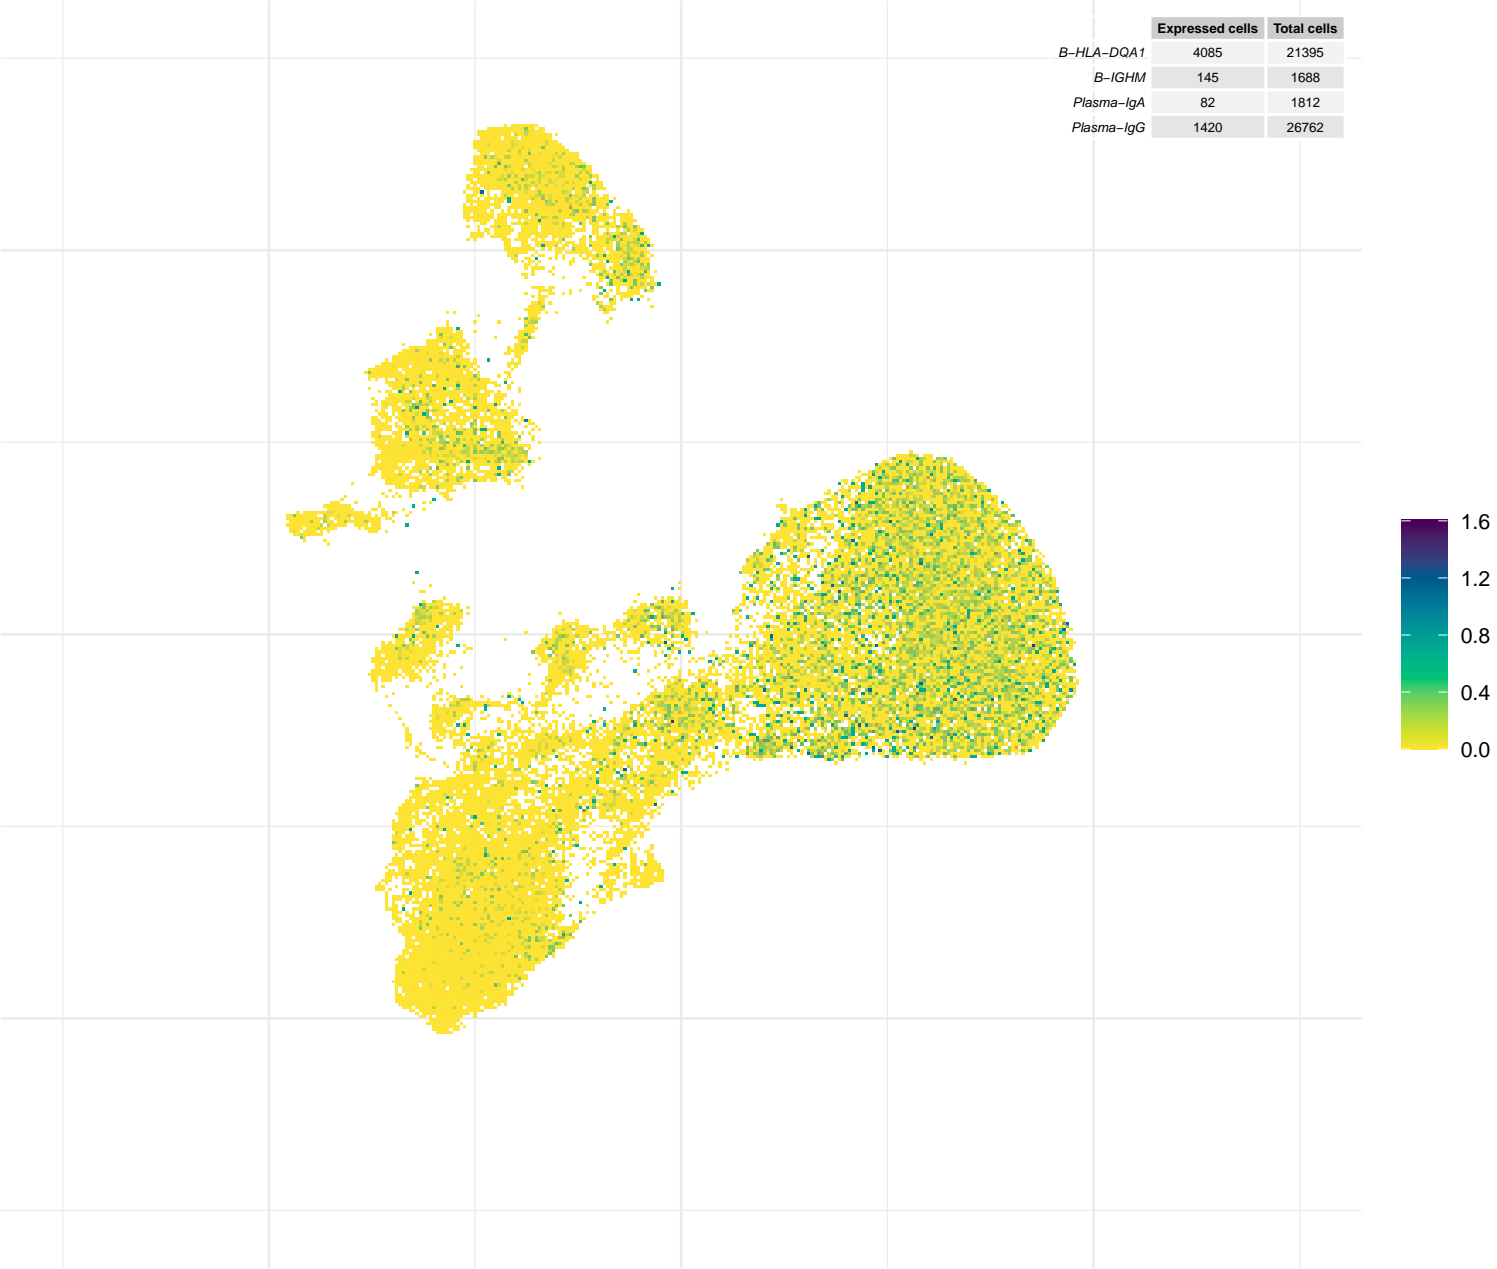 Expressed cells Total cells
B–HLA–DQA1 4085 21395
B–IGHM 145 1688
Plasma–IgA 82 1812
Plasma–IgG 1420 26762
1.6
1.2
0.8
0.4
0.0